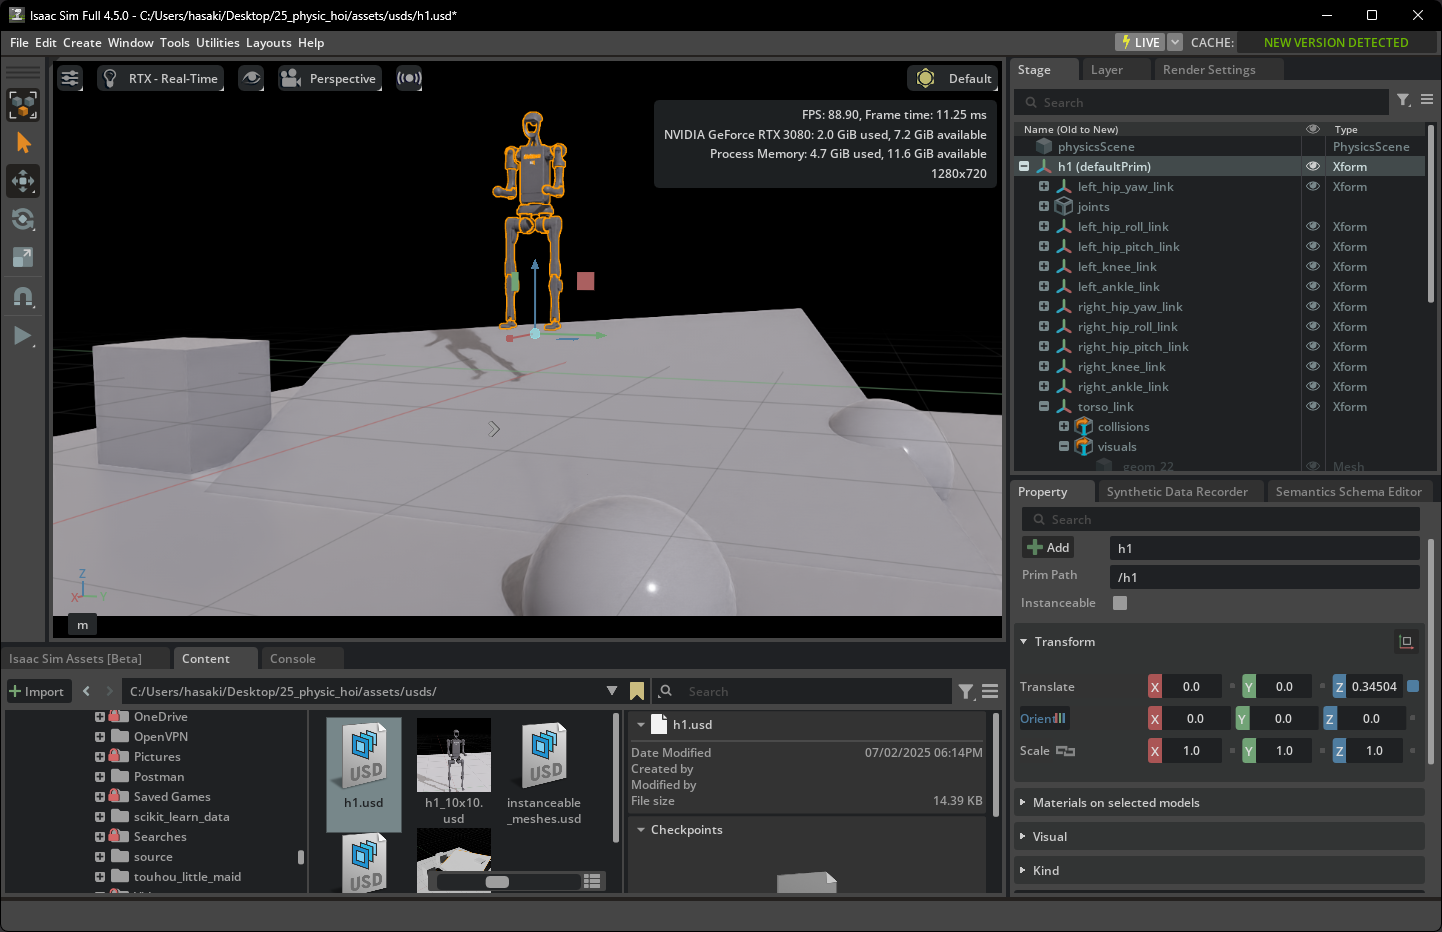 Isaac Sim Full 4.5.0 - C:/Users/hasaki/Desktop/25_physic_hoi/assets/usds/h1.usd*
File Edit Create Window Tools Utilities Layouts Help
LIVE CACHE: NEW VERSION DETECTED
RTX - Real-Time
Perspective
Default
FPS: 88.90, Frame time: 11.25 ms
NVIDIA GeForce RTX 3080: 2.0 GiB used, 7.2 GiB available
Process Memory: 4.7 GiB used, 11.6 GiB available
1280x720
Z
X Y
m
Stage Layer Render Settings
Search
Name (Old to New) Type
physicsScene PhysicsScene
h1 (defaultPrim) Xform
left_hip_yaw_link Xform
joints
left_hip_roll_link Xform
left_hip_pitch_link Xform
left_knee_link Xform
left_ankle_link Xform
right_hip_yaw_link Xform
right_hip_roll_link Xform
right_hip_pitch_link Xform
right_knee_link Xform
right_ankle_link Xform
torso_link Xform
collisions
visuals
geom_22 Mesh
Property Synthetic Data Recorder Semantics Schema Editor
Search
Add h1
Prim Path /h1
Instanceable
Transform
Translate X 0.0 Y 0.0 Z 0.34504
Orient X 0.0 Y 0.0 Z 0.0
Scale X 1.0 Y 1.0 Z 1.0
Materials on selected models
Visual
Kind
Isaac Sim Assets [Beta] Content Console
Import C:/Users/hasaki/Desktop/25_physic_hoi/assets/usds/ Search
OneDrive
OpenVPN
Pictures
Postman
Saved Games
scikit_learn_data
Searches
source
touhou_little_maid
USD
h1.usd
h1_10x10.
usd
USD
instanceable
_meshes.usd
USD
h1.usd
Date Modified 07/02/2025 06:14PM
Created by
Modified by
File size 14.39 KB
Checkpoints